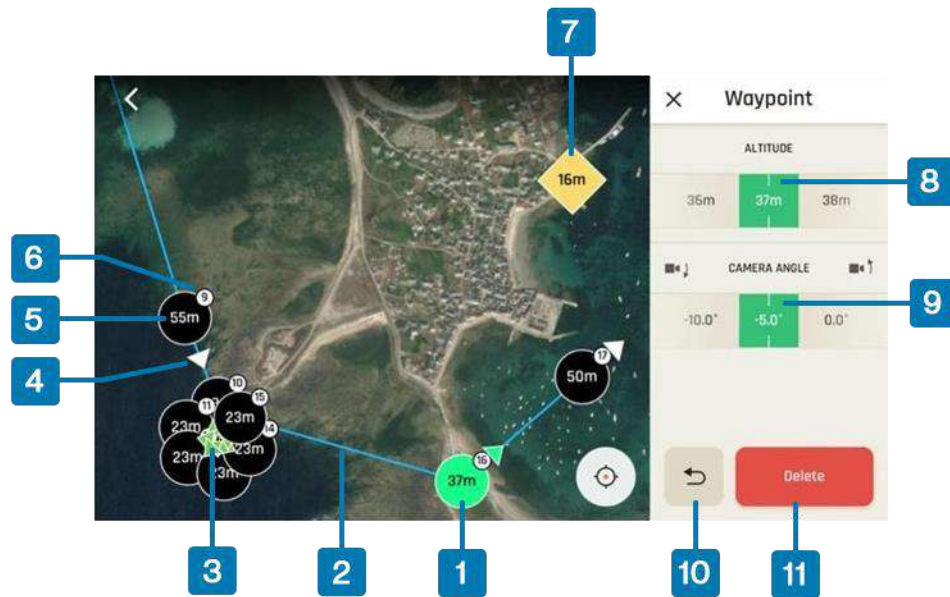 7
Waypoint
ALTITUDE
16m
8
36m
37m
38m
6
9
CAMERA ANGLE
5
55m
-10.0°
-5.0°
0.0°
9
4
17
50m
10
15
11
23m
23m
14
23m
23m
23m
16
37m
Delete
3
2
1
10
11